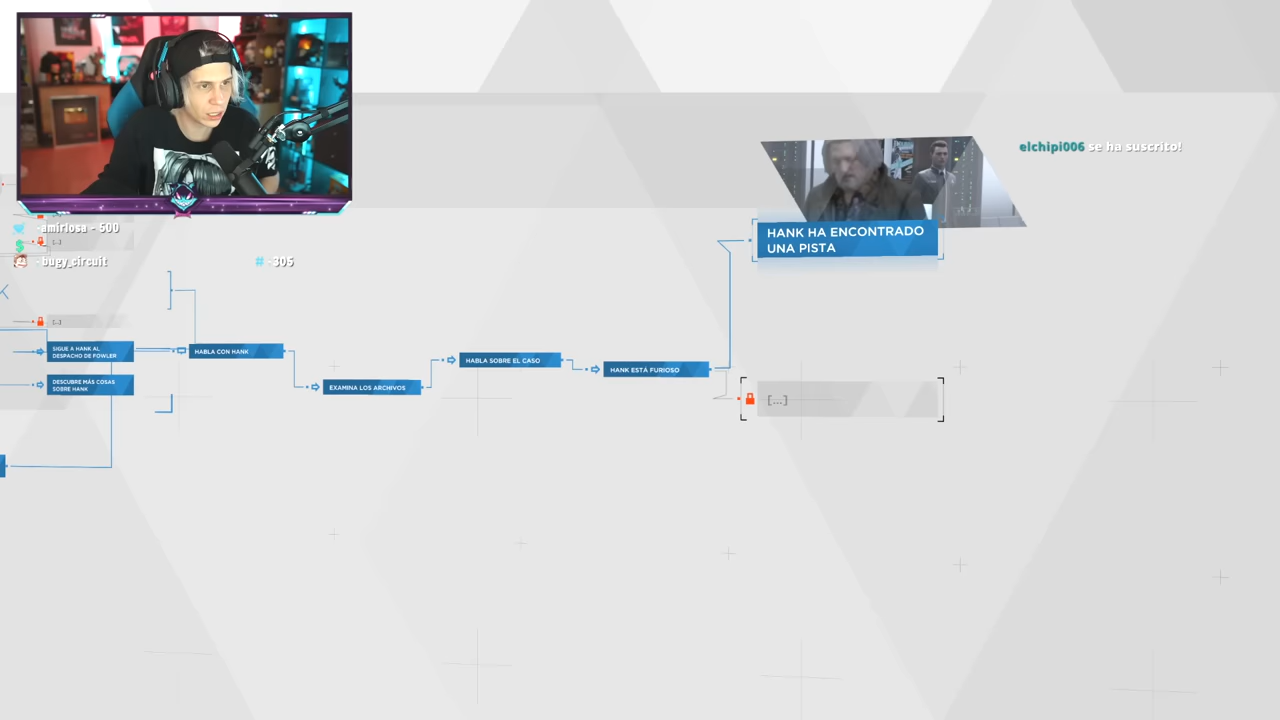 elchipi006 se ha suscrito!
-amirlosa - 500
[...]
HANK HA ENCONTRADO
UNA PISTA
- bugy_circuit
# - 305
[...]
SIGUE A HANK AL
DESPACHO DE FOWLER
HABLA CON HANK
HABLA SOBRE EL CASO
HANK ESTÁ FURIOSO
DESCUBRE MÁS COSAS
SOBRE HANK
EXAMINA LOS ARCHIVOS
[...]